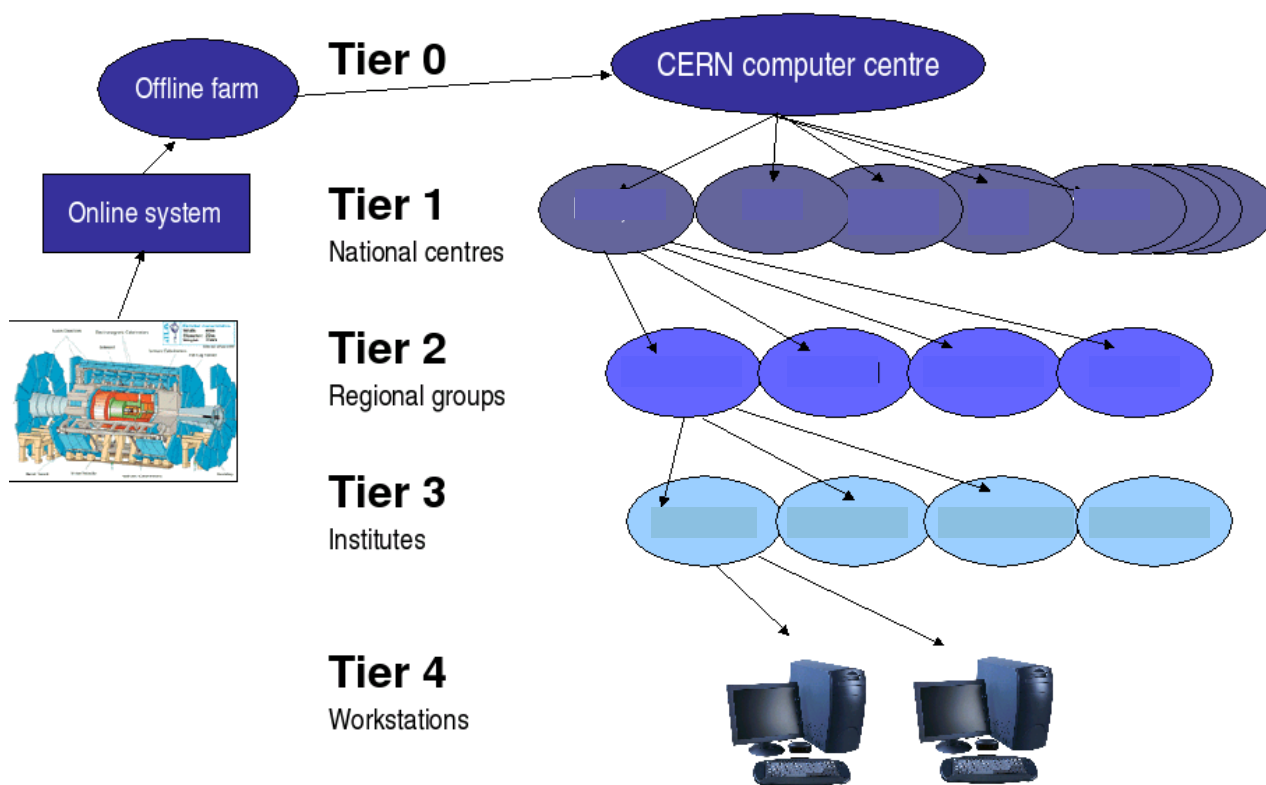 Tier 0
CERN computer centre
Offline farm
Online system
Tier 1
National centres
Tier 2
Regional groups
Tier 3
Institutes
Tier 4
Workstations